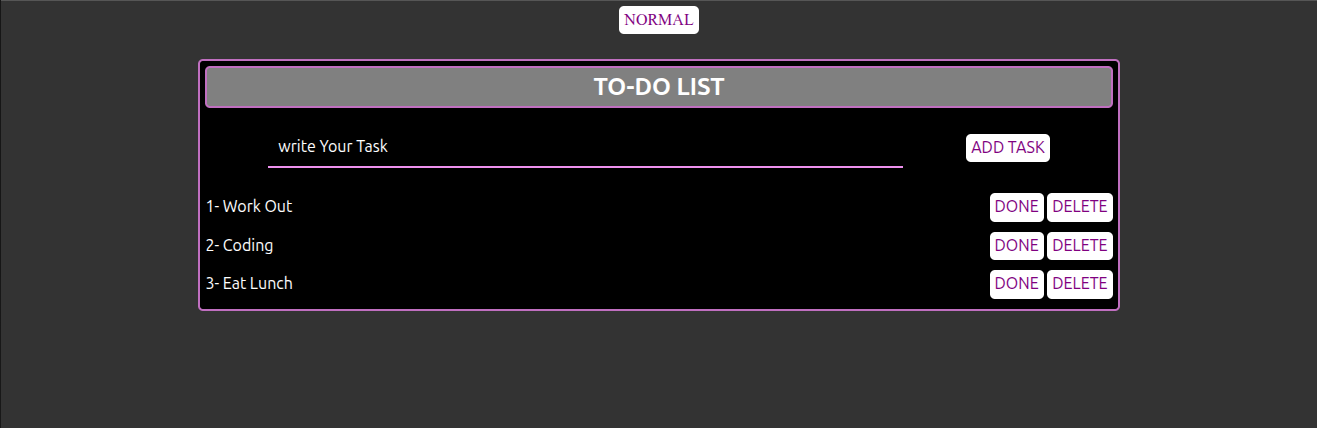 NORMAL
TO-DO LIST
write Your Task ADD TASK
1- Work Out DONE DELETE
2- Coding DONE DELETE
3- Eat Lunch DONE DELETE